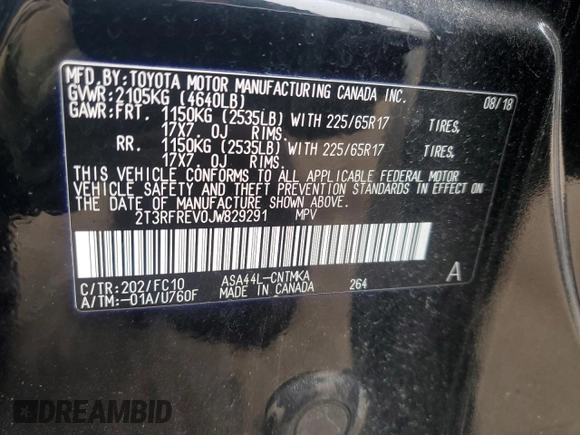 MFD.BY:TOYOTA MOTOR MANUFACTURING CANADA INC.
08/18
GVWR:2105KG (4640LB)
GAWR:FRT. 1150KG (2535LB) WITH 225/65R17 TIRES,
17X7.0J RIMS.
RR. 1150KG (2535LB) WITH 225/65R17 TIRES,
17X7.0J RIMS.
THIS VEHICLE CONFORMS TO ALL APPLICABLE FEDERAL MOTOR
VEHICLE SAFETY AND THEFT PREVENTION STANDARDS IN EFFECT ON
THE DATE OF MANUFACTURE SHOWN ABOVE.
2T3RFREV0JW829291 MPV
C/TR:202/FC10 ASA44L-CNTMKA 264 A
A/TM:-01A/U760F MADE IN CANADA
DREAMBID